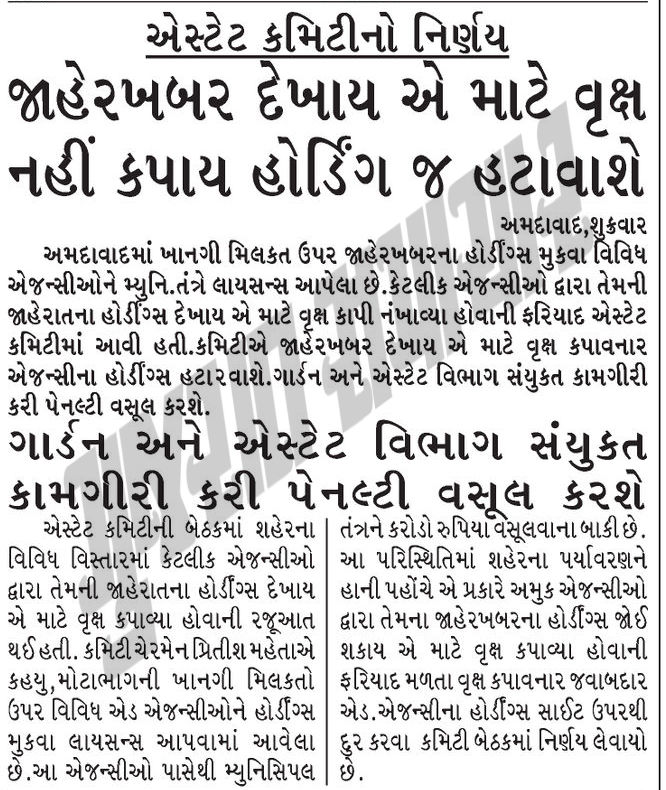 એસ્ટેટ કમિટીનો નિર્ણય
જાહેરખબર દેખાય એ માટે વૃક્ષ
નહીં કપાય હોર્ડિંગ જ હટાવાશે
અમદાવાદ,શુક્રવાર
અમદાવાદમાં ખાનગી મિલકત ઉપર જાહેરખબરના હોર્ડીંગ્સ મુકવા વિવિધ
એજન્સીઓને મ્યુનિ.તંત્રે લાયસન્સ આપેલા છે.કેટલીક એજન્સીઓ દ્વારા તેમની
જાહેરાતના હોર્ડીંગ્સ દેખાય એ માટે વૃક્ષ કાપી નંખાવ્યા હોવાની ફરિયાદ એસ્ટેટ
કમિટીમાં આવી હતી.કમિટીએ જાહેરખબર દેખાય એ માટે વૃક્ષ કપાવનાર
એજન્સીના હોર્ડીંગ્સ હટારવાશે.ગાર્ડન અને એસ્ટેટ વિભાગ સંયુકત કામગીરી
કરી પેનલ્ટી વસૂલ કરશે.
ગાર્ડન અને એસ્ટેટ વિભાગ સંયુકત
કામગીરી કરી પેનલ્ટી વસૂલ કરશે
એસ્ટેટ કમિટીની બેઠકમાં શહેરના
વિવિધ વિસ્તારમાં કેટલીક એજન્સીઓ
દ્વારા તેમની જાહેરાતના હોર્ડીંગ્સ દેખાય
એ માટે વૃક્ષ કપાવ્યા હોવાની રજૂઆત
થઈ હતી. કમિટી ચેરમેન પ્રિતીશ મહેતાએ
કહયુ,મોટાભાગની ખાનગી મિલકતો
ઉપર વિવિધ એડ એજન્સીઓને હોર્ડીંગ્સ
મુકવા લાયસન્સ આપવામાં આવેલા
છે.આ એજન્સીઓ પાસેથી મ્યુનિસિપલ
તંત્રને કરોડો રુપિયા વસૂલવાના બાકી છે.
આ પરિસ્થિતિમાં શહેરના પર્યાવરણને
હાની પહોંચે એ પ્રકારે અમુક એજન્સીઓ
દ્વારા તેમના જાહેરખબરના હોર્ડીંગ્સ જોઈ
શકાય એ માટે વૃક્ષ કપાવ્યા હોવાની
ફરિયાદ મળતા વૃક્ષ કપાવનાર જવાબદાર
એડ.એજન્સીના હોર્ડીંગ્સ સાઈટ ઉપરથી
દુર કરવા કમિટી બેઠકમાં નિર્ણય લેવાયો
છે.
ગુજરાત સમાચાર